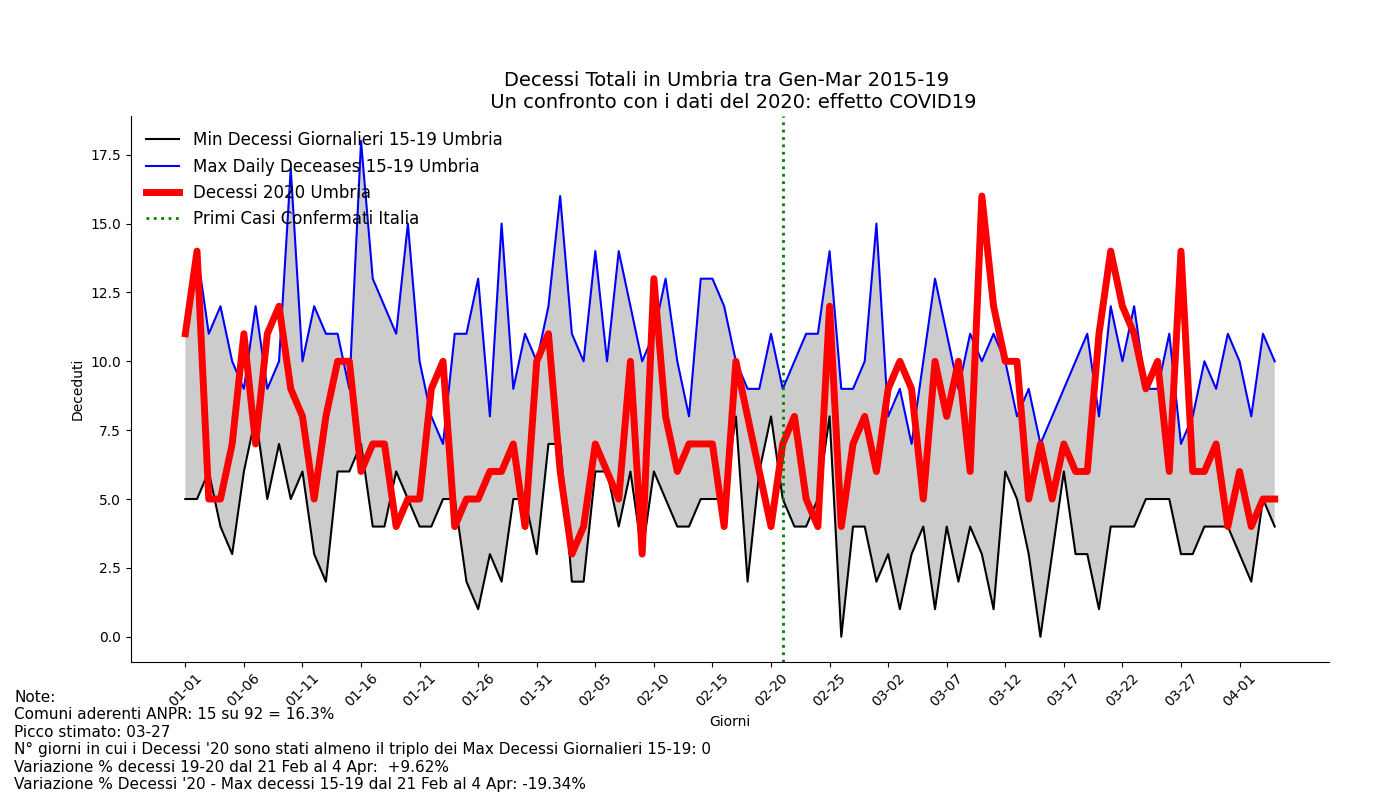 Decessi Totali in Umbria tra Gen-Mar 2015-19
Un confronto con i dati del 2020: effetto COVID19
Min Decessi Giornalieri 15-19 Umbria
Max Daily Deceases 15-19 Umbria
Decessi 2020 Umbria
Primi Casi Confermati Italia
Deceduti
17.5
15.0
12.5
10.0
7.5
5.0
2.5
0.0
01-01 01-06 01-11 01-16 01-21 01-26 01-31 02-05 02-10 02-15 02-20 02-25 03-02 03-07 03-12 03-17 03-22 03-27 04-01
Giorni
Note:
Comuni aderenti ANPR: 15 su 92 = 16.3%
Picco stimato: 03-27
N° giorni in cui i Decessi '20 sono stati almeno il triplo dei Max Decessi Giornalieri 15-19: 0
Variazione % decessi 19-20 dal 21 Feb al 4 Apr: +9.62%
Variazione % Decessi '20 - Max decessi 15-19 dal 21 Feb al 4 Apr: -19.34%